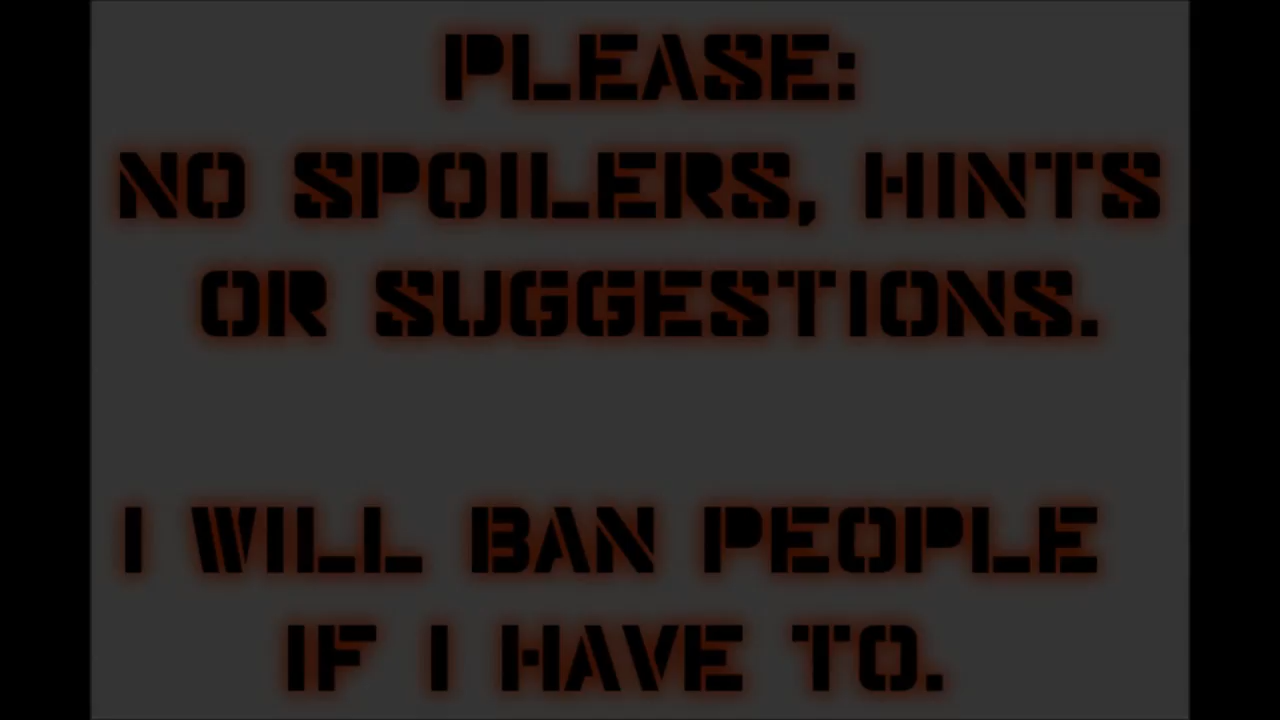 PLEASE:
NO SPOILERS, HINTS
OR SUGGESTIONS.
I WILL BAN PEOPLE
IF I HAVE TO.